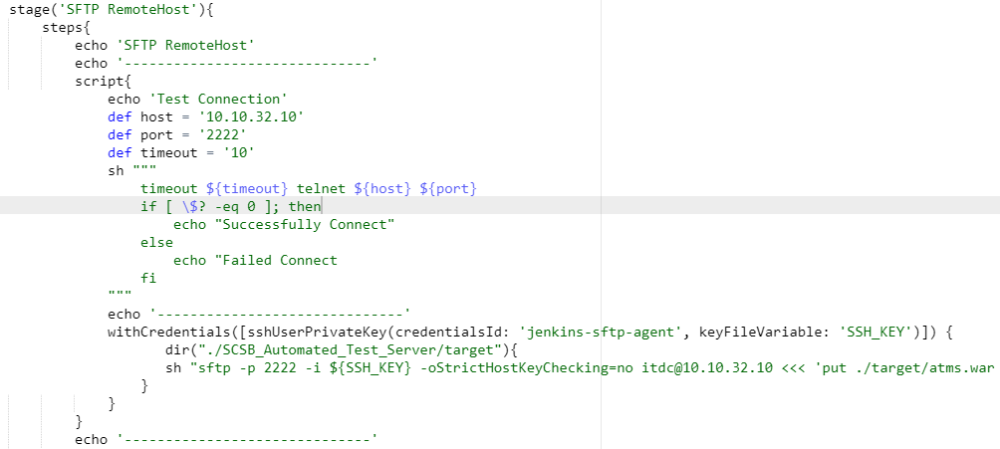 stage('SFTP RemoteHost'){
    steps{
        echo 'SFTP RemoteHost'
        echo '------------------------------'
        script{
            echo 'Test Connection'
            def host = '10.10.32.10'
            def port = '2222'
            def timeout = '10'
            sh """
                timeout ${timeout} telnet ${host} ${port}
                if [ \$? -eq 0 ]; then
                    echo "Successfully Connect"
                else
                    echo "Failed Connect
                fi
            """
            echo '------------------------------'
            withCredentials([sshUserPrivateKey(credentialsId: 'jenkins-sftp-agent', keyFileVariable: 'SSH_KEY')]) {
                   dir("./SCSB_Automated_Test_Server/target"){
                   sh "sftp -p 2222 -i ${SSH_KEY} -oStrictHostKeyChecking=no itdc@10.10.32.10 <<< 'put ./target/atms.war
                }
            }
        }
        echo '------------------------------'